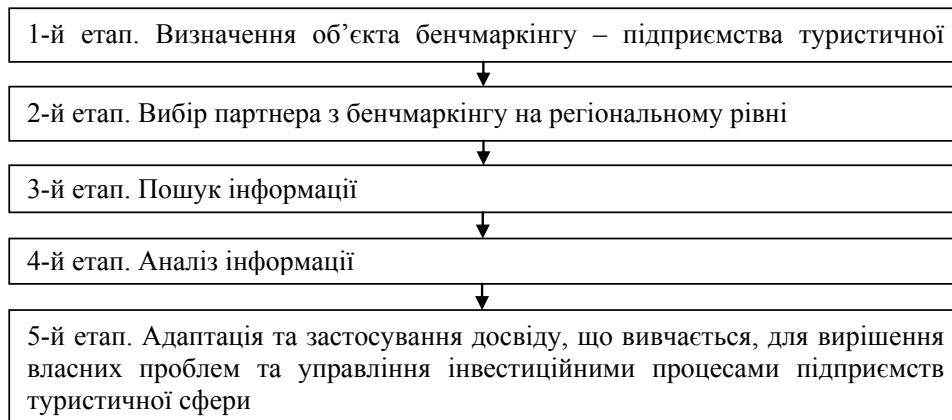 1-й етап. Визначення об’єкта бенчмаркінгу – підприємства туристичної
2-й етап. Вибір партнера з бенчмаркінгу на регіональному рівні
3-й етап. Пошук інформації
4-й етап. Аналіз інформації
5-й етап. Адаптація та застосування досвіду, що вивчається, для вирішення
власних проблем та управління інвестиційними процесами підприємств
туристичної сфери